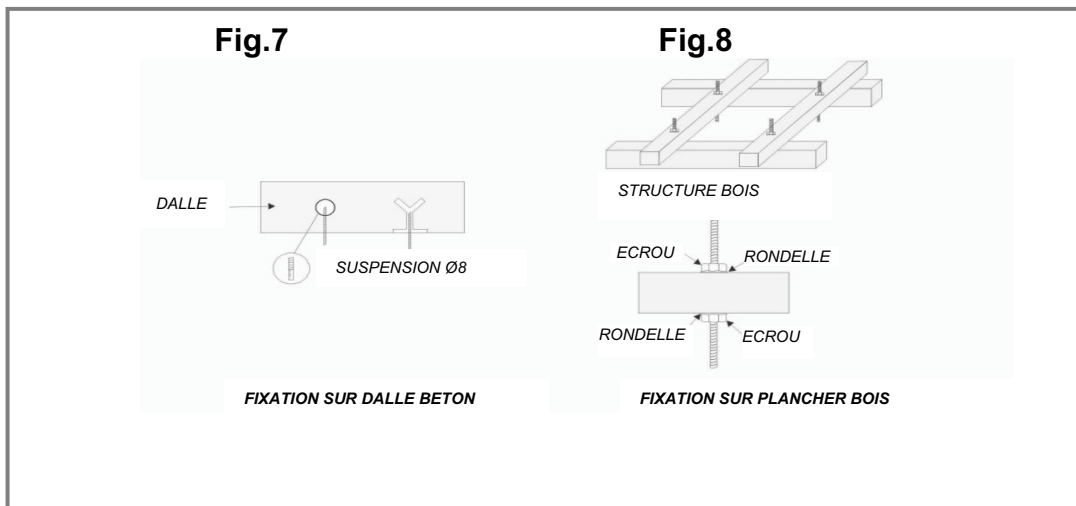 Fig.7
Fig.8
DALLE
SUSPENSION Ø8
STRUCTURE BOIS
ECROU
RONDELLE
RONDELLE
ECROU
FIXATION SUR DALLE BETON
FIXATION SUR PLANCHER BOIS